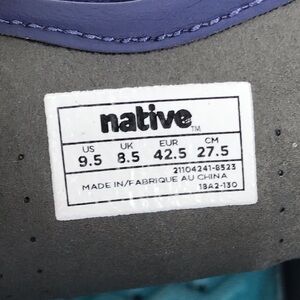 native™
US UK EUR CM
9.5 8.5 42.5 27.5
21104241-8523
MADE IN/FABRIQUE AU CHINA
18A2-130